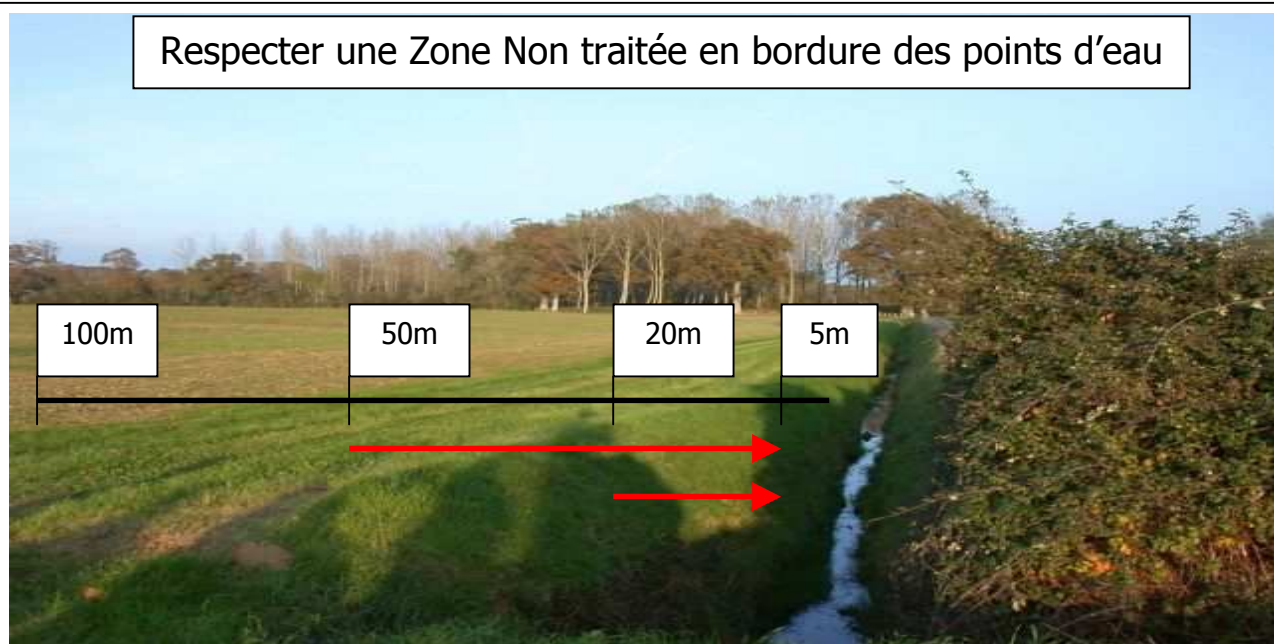 Respecter une Zone Non traitée en bordure des points d’eau
100m
50m
20m
5m